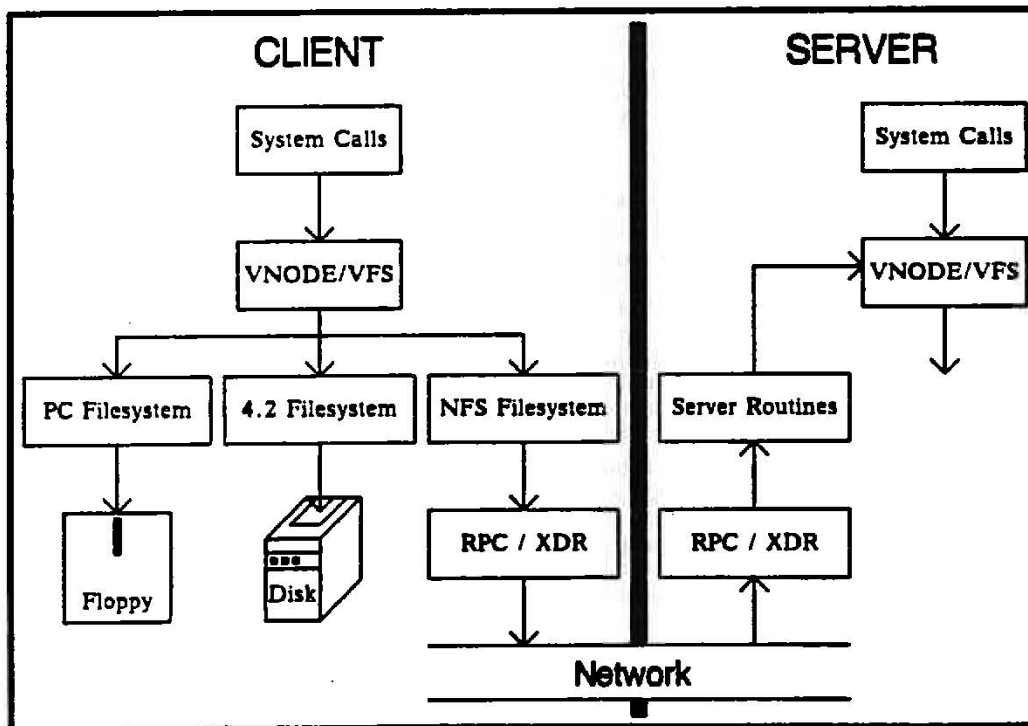 CLIENT
SERVER
System Calls
System Calls
VNODE/VFS
VNODE/VFS
PC Filesystem
4.2 Filesystem
NFS Filesystem
Server Routines
RPC / XDR
RPC / XDR
Floppy
Disk
Network